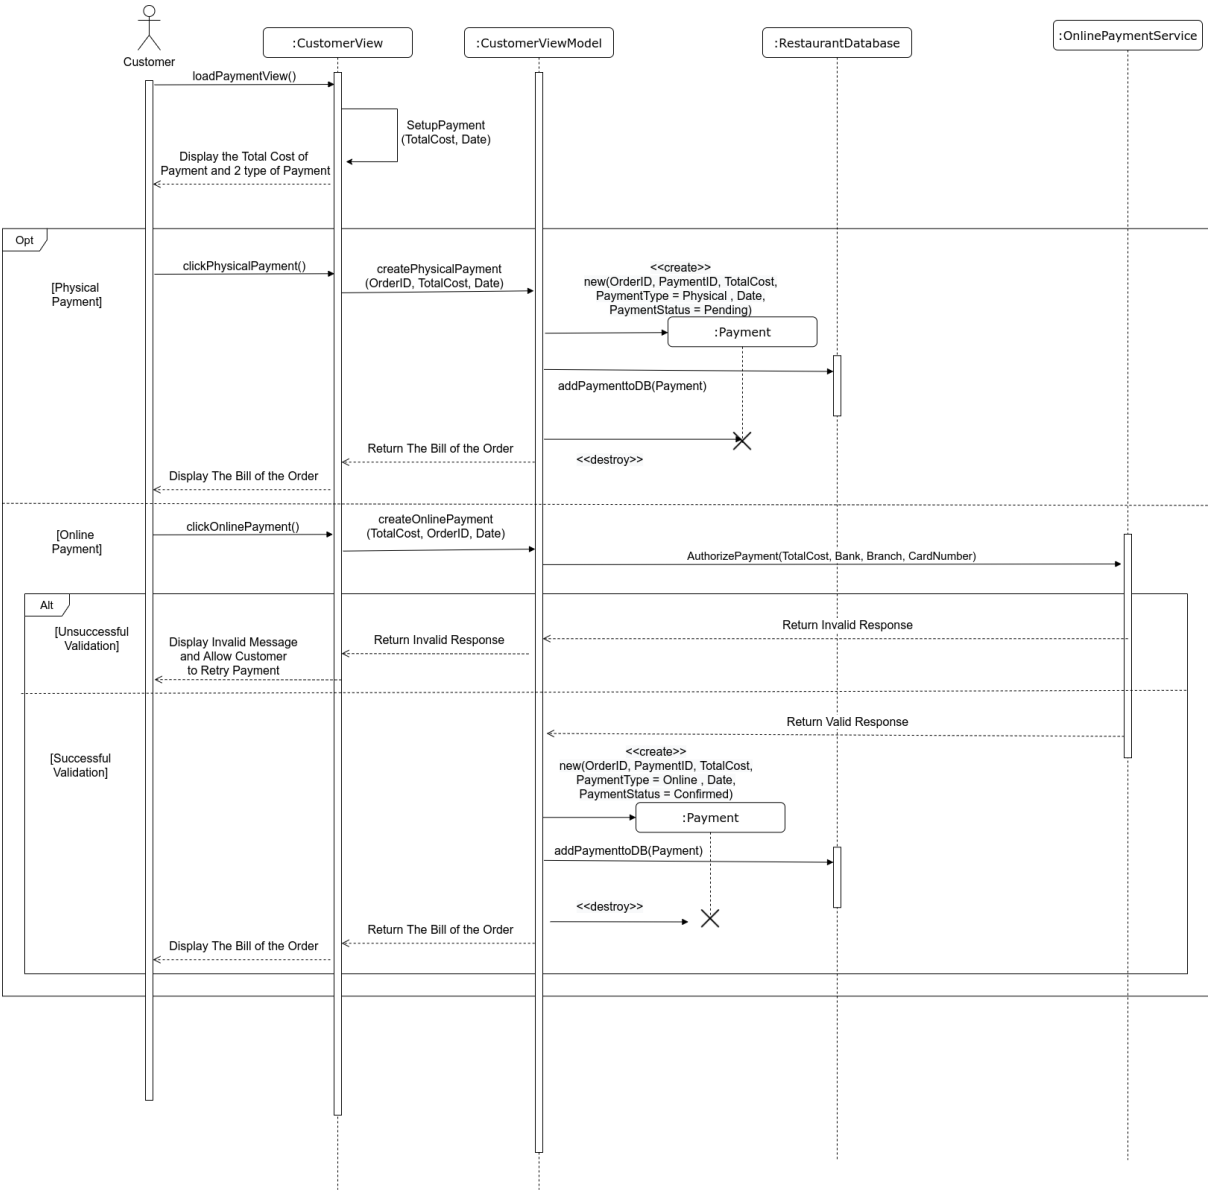 Customer
:CustomerView
:CustomerViewModel
:RestaurantDatabase
:OnlinePaymentService
loadPaymentView()
SetupPayment
(TotalCost, Date)
Display the Total Cost of
Payment and 2 type of Payment
Opt
[Physical
Payment]
clickPhysicalPayment()
createPhysicalPayment
(OrderID, TotalCost, Date)
<<create>>
new(OrderID, PaymentID, TotalCost,
PaymentType = Physical , Date,
PaymentStatus = Pending)
:Payment
addPaymenttoDB(Payment)
<<destroy>>
Return The Bill of the Order
Display The Bill of the Order
[Online
Payment]
clickOnlinePayment()
createOnlinePayment
(TotalCost, OrderID, Date)
AuthorizePayment(TotalCost, Bank, Branch, CardNumber)
Alt
[Unsuccessful
Validation]
Return Invalid Response
Return Invalid Response
Display Invalid Message
and Allow Customer
to Retry Payment
[Successful
Validation]
Return Valid Response
<<create>>
new(OrderID, PaymentID, TotalCost,
PaymentType = Online , Date,
PaymentStatus = Confirmed)
:Payment
addPaymenttoDB(Payment)
<<destroy>>
Return The Bill of the Order
Display The Bill of the Order